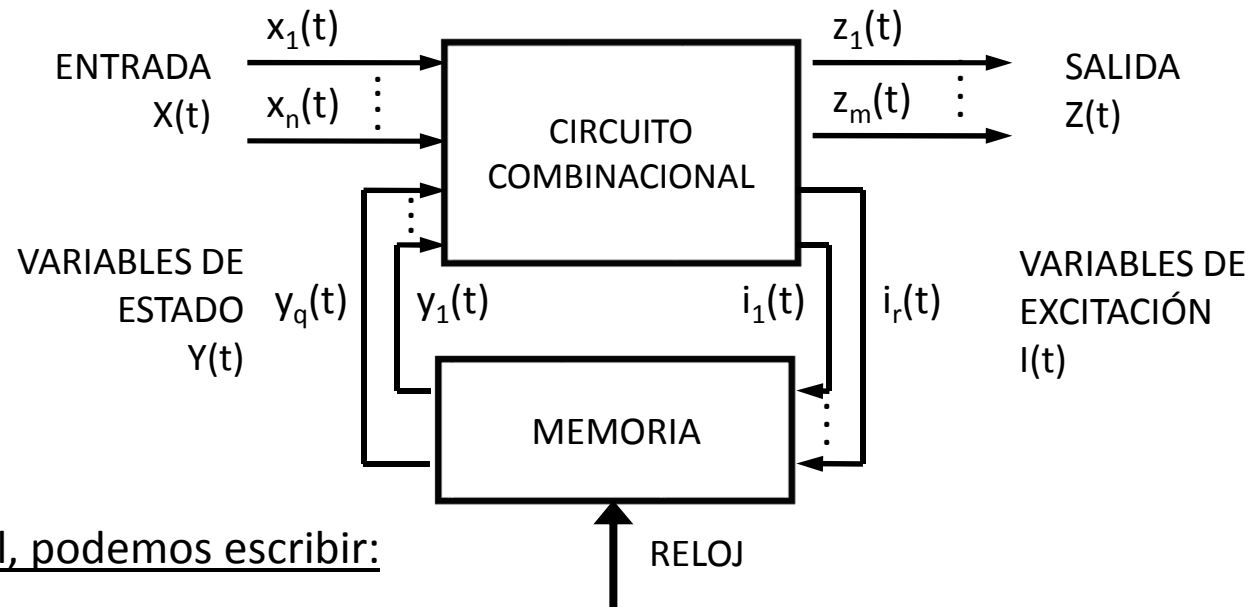 x₁(t)
ENTRADA
X(t)
xₙ(t)
CIRCUITO
COMBINACIONAL
z₁(t)
zₘ(t)
SALIDA
Z(t)
VARIABLES DE
ESTADO
Y(t)
y_q(t)
y₁(t)
i₁(t)
iᵣ(t)
VARIABLES DE
EXCITACIÓN
I(t)
MEMORIA
RELOJ
l, podemos escribir: